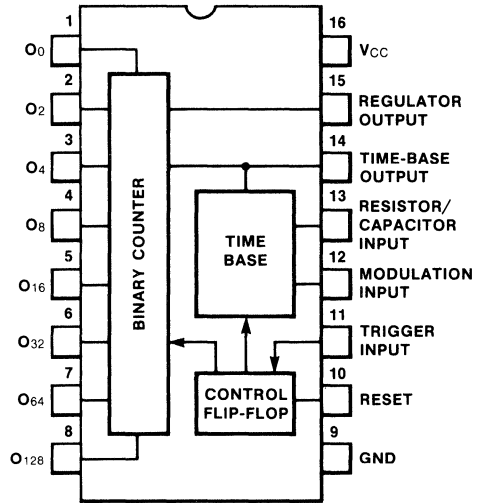 1
O0
2
O2
3
O4
4
O8
5
O16
6
O32
7
O64
8
O128
BINARY COUNTER
TIME
BASE
CONTROL
FLIP-FLOP
16
VCC
15
REGULATOR
OUTPUT
14
TIME-BASE
OUTPUT
13
RESISTOR/
CAPACITOR
INPUT
12
MODULATION
INPUT
11
TRIGGER
INPUT
10
RESET
9
GND